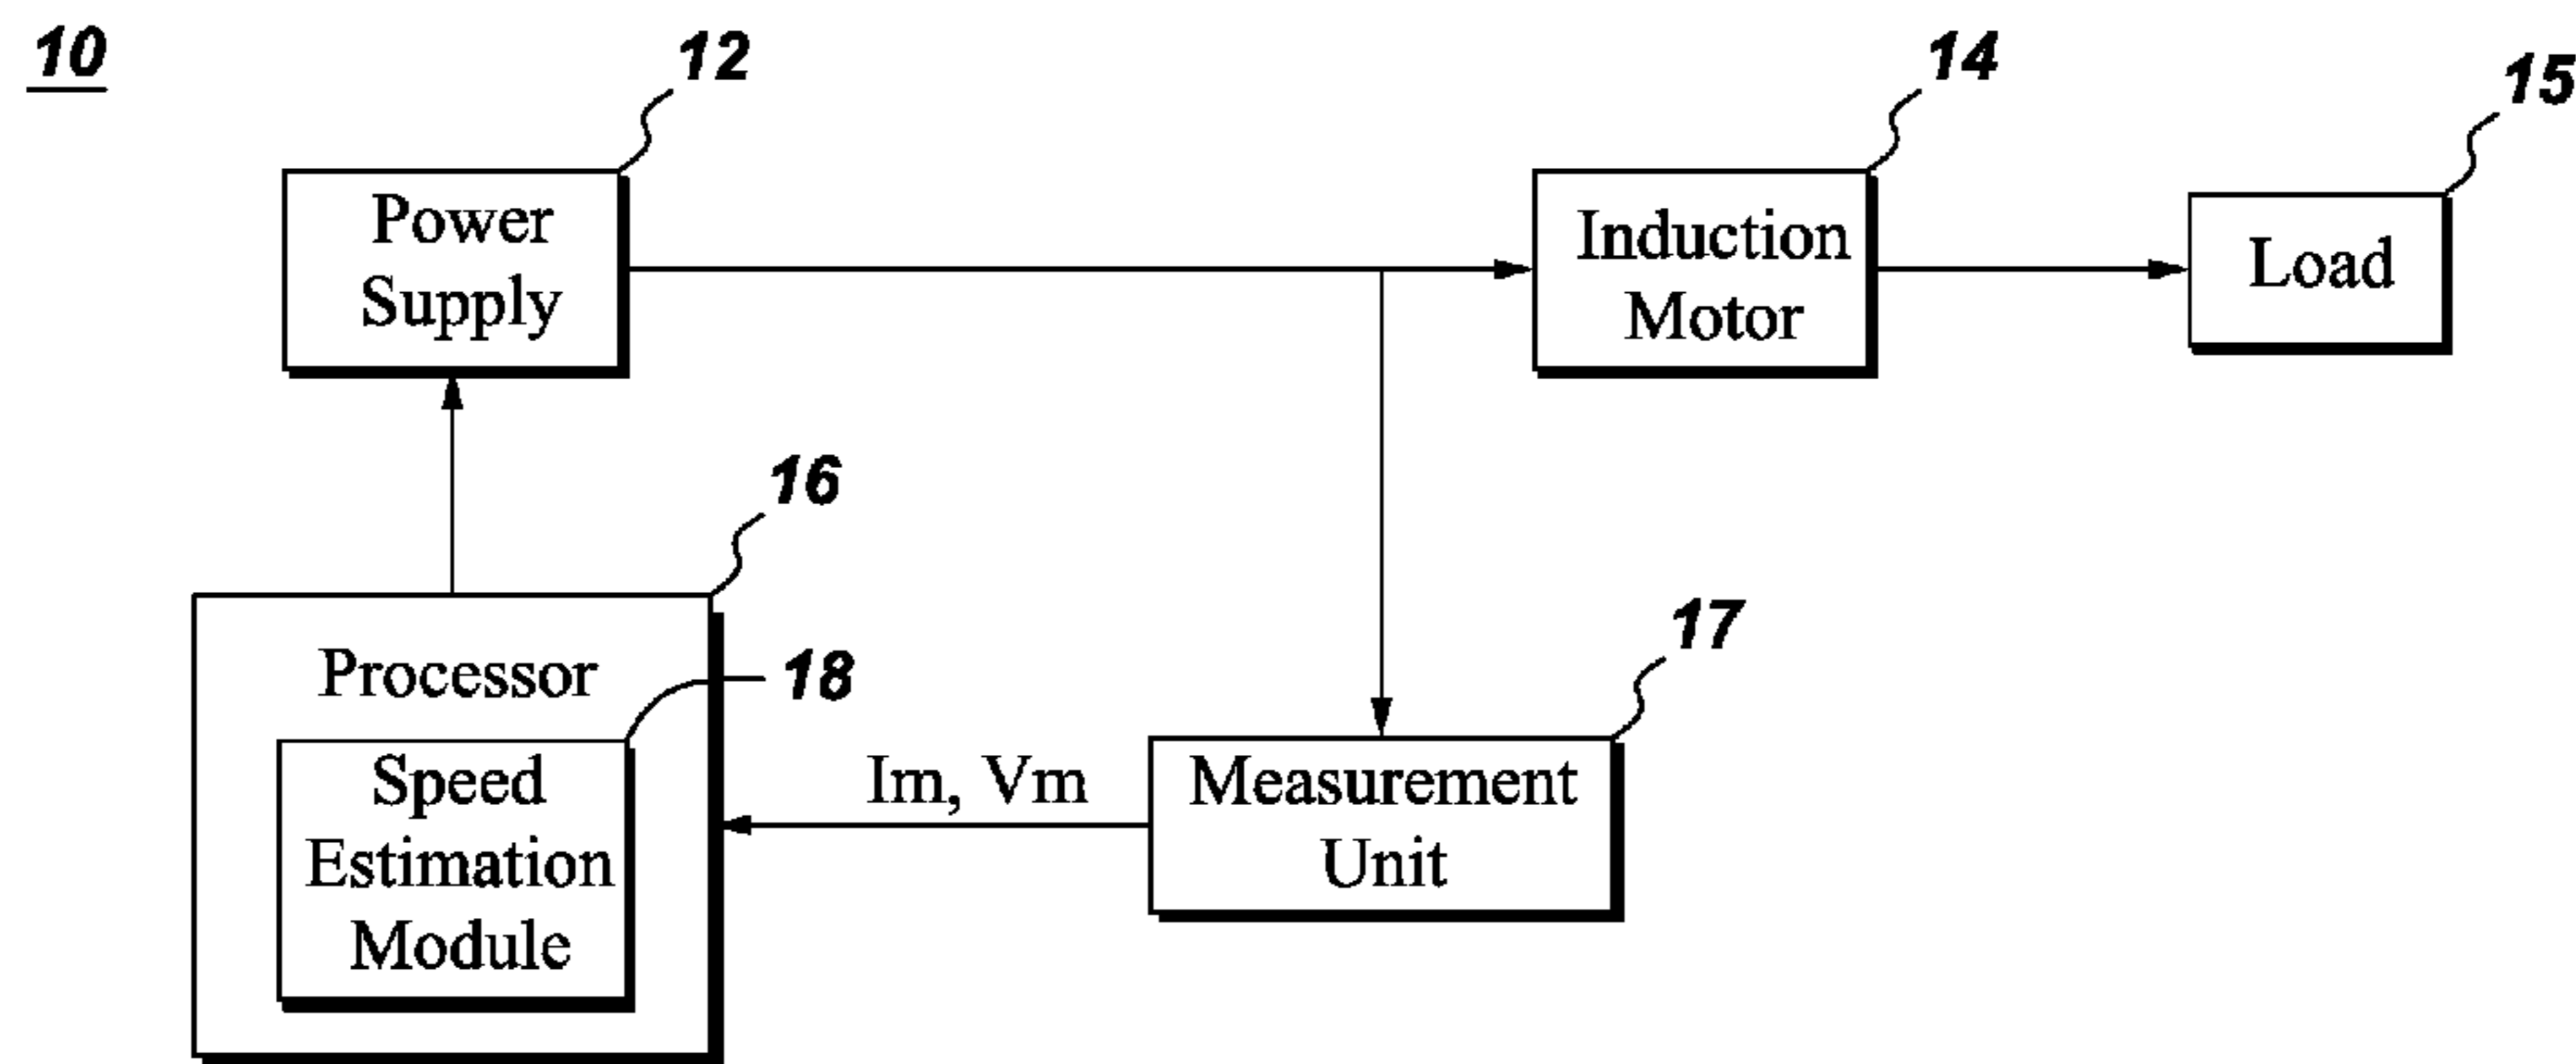 10
12
14
15
Power
Supply
Induction
Motor
Load
16
17
Processor
18
Speed
Estimation
Module
Im, Vm
Measurement
Unit